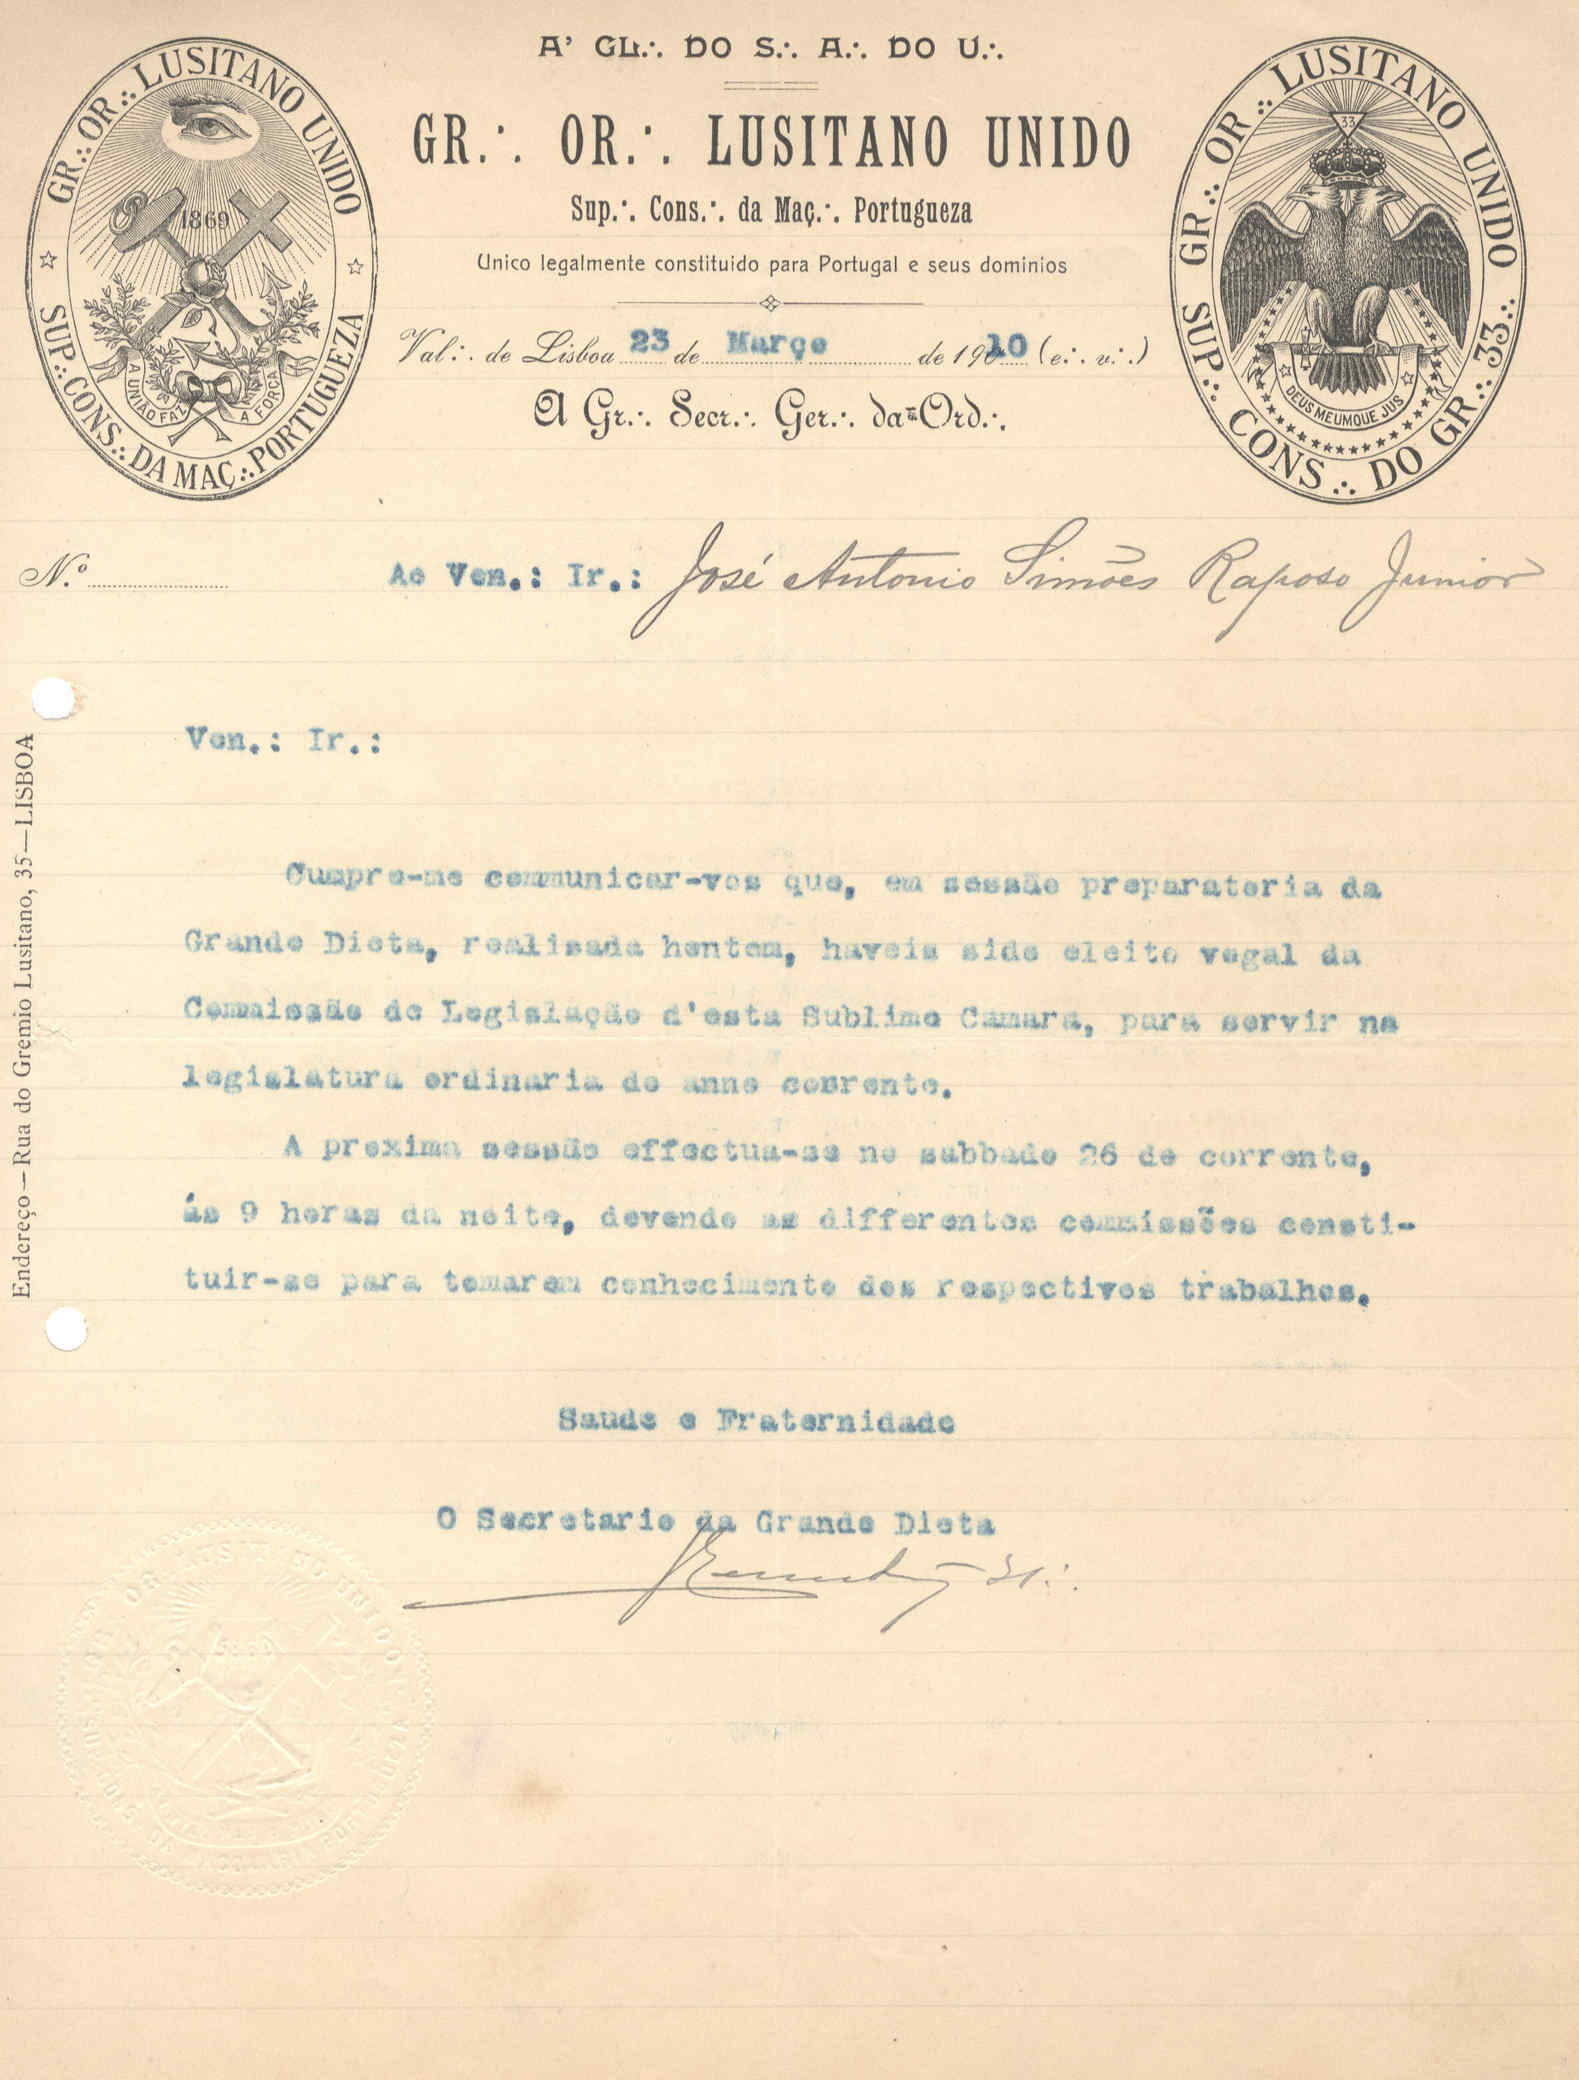 A' GL∴ DO S∴ A∴ DO U∴
GR∴ OR∴ LUSITANO UNIDO
Sup∴ Cons∴ da Maç∴ Portugueza
Unico legalmente constituido para Portugal e seus dominios
Val∴ de Lisboa 23 de Março de 1910 (e∴ v∴)
A Gr∴ Secr∴ Ger∴ da Ord∴
GR∴ OR∴ LUSITANO UNIDO
SUP∴ CONS∴ DA MAÇ∴ PORTUGUEZA
1869
A UNIÃO FAZ A FORÇA
GR∴ OR∴ LUSITANO UNIDO
SUP∴ CONS∴ DO GR∴ 33∴
33
DEUS MEUMQUE JUS
N.º
Ao Ven.: Ir.: José Antonio Simões Raposo Junior
Ven.: Ir.:
Cumpre-me communicar-vos que, em sessão preparatoria da
Grande Dieta, realisada hontem, haveis sido eleito vogal da
Commissão de Legislação d'esta Sublime Camara, para servir na
legislatura ordinaria do anno corrente.
A proxima sessão effectua-se no sabbado 26 do corrente,
ás 9 horas da noite, devendo as differentes commissões consti-
tuir-se para tomarem conhecimento dos respectivos trabalhos.
Saude e Fraternidade
O Secretario da Grande Dieta
Endereço—Rua do Gremio Lusitano, 35—LISBOA